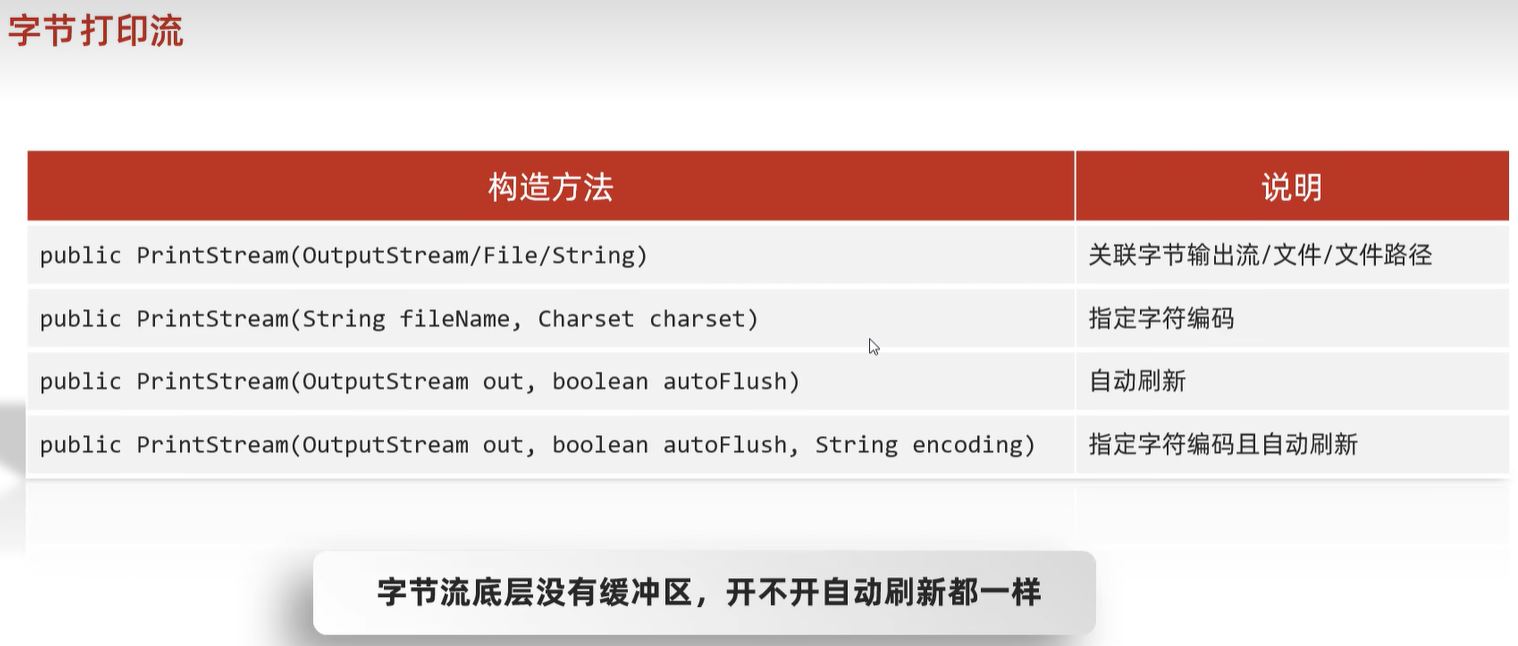 字节打印流
构造方法 说明
public PrintStream(OutputStream/File/String) 关联字节输出流/文件/文件路径
public PrintStream(String fileName, Charset charset) 指定字符编码
public PrintStream(OutputStream out, boolean autoFlush) 自动刷新
public PrintStream(OutputStream out, boolean autoFlush, String encoding) 指定字符编码且自动刷新
字节流底层没有缓冲区，开不开自动刷新都一样